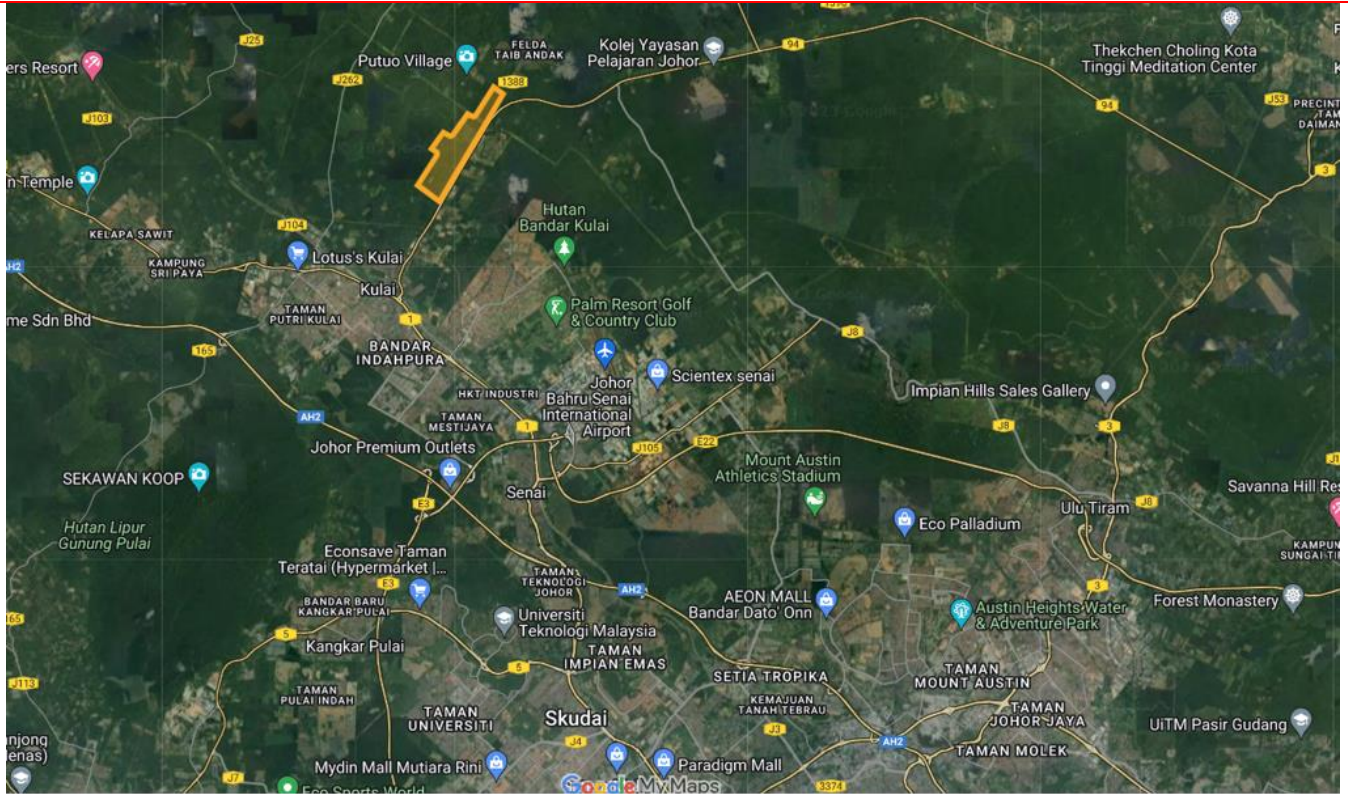 1376
J25
94
Kolej Yayasan
Pelajaran Johor
FELDA
TAIB ANDAK
Putuo Village
Thekchen Choling Kota
Tinggi Meditation Center
ers Resort
J262
1388
94
J53
PRECINT
TAM
DAIMAN
J103
3
n Temple
J104
Hutan
Bandar Kulai
KELAPA SAWIT
AH2
KAMPUNG
SRI PAYA
Lotus's Kulai
Kulai
TAMAN
PUTRI KULAI
1
Palm Resort Golf
& Country Club
me Sdn Bhd
J8
165
BANDAR
INDAHPURA
Johor
Bahru Senai
International
Airport
Scientex senai
HKT INDUSTRI
Impian Hills Sales Gallery
AH2
TAMAN
MESTIJAYA
1
J8
3
J105
E22
Johor Premium Outlets
Mount Austin
Athletics Stadium
SEKAWAN KOOP
Senai
J8
Savanna Hill Res
E3
Ulu Tiram
Eco Palladium
Hutan Lipur
Gunung Pulai
Econsave Taman
Teratai (Hypermarket |...
E3
TAMAN
TEKNOLOGI
JOHOR
AH2
3
BANDAR BARU
KANGKAR PULAI
Universiti
Teknologi Malaysia
AEON MALL
Bandar Dato' Onn
Austin Heights Water
& Adventure Park
Forest Monastery
165
5
Kangkar Pulai
TAMAN
IMPIAN EMAS
5
SETIA TROPIKA
TAMAN
MOUNT AUSTIN
J113
TAMAN
PULAI INDAH
TAMAN
UNIVERSITI
Skudai
KEMAJUAN
TANAH TEBRAU
TAMAN
JOHOR JAYA
UiTM Pasir Gudang
J4
J3
AH2
TAMAN MOLEK
anjong
enas)
Mydin Mall Mutiara Rini
Paradigm Mall
J7
Eco Sports World
Google My Maps
3374